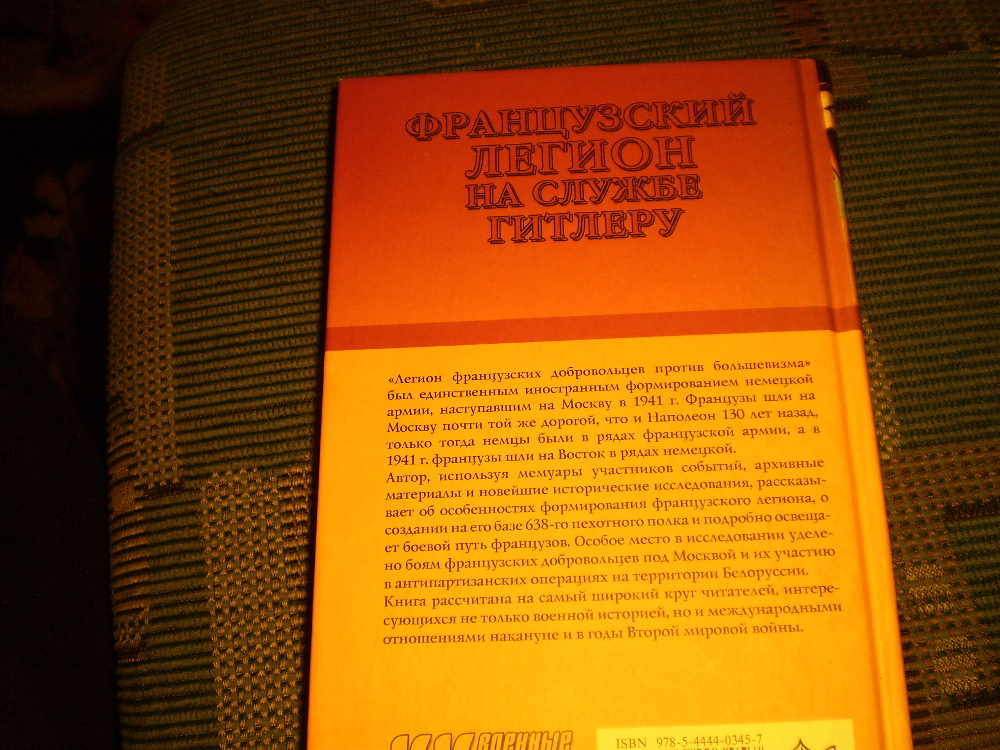 ФРАНЦУЗСКИЙ
ЛЕГИОН
НА СЛУЖБЕ
ГИТЛЕРУ
«Легион французских добровольцев против большевизма»
был единственным иностранным формированием немецкой
армии, наступавшим на Москву в 1941 г. Французы шли на
Москву почти той же дорогой, что и Наполеон 130 лет назад,
только тогда немцы были в рядах французской армии, а в
1941 г. французы шли на Восток в рядах немецкой.
Автор, используя мемуары участников событий, архивные
материалы и новейшие исторические исследования, рассказы-
вает об особенностях формирования французского легиона, о
создании на его базе 638-го пехотного полка и подробно освеща-
ет боевой путь французов. Особое место в исследовании уделе-
но боям французских добровольцев под Москвой и их участию
в антипартизанских операциях на территории Белоруссии.
Книга рассчитана на самый широкий круг читателей, интере-
сующихся не только военной историей, но и международными
отношениями накануне и в годы Второй мировой войны.
ВОЕННЫЕ
ISBN 978-5-4444-0345-7